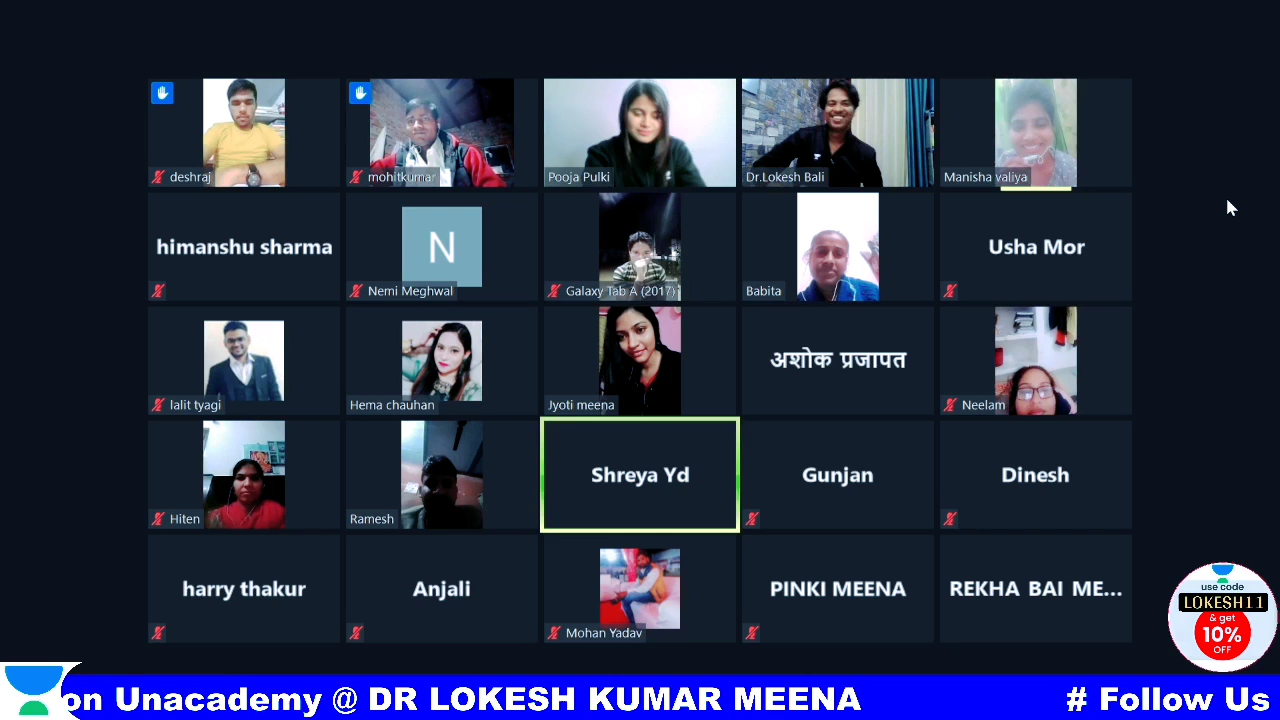 deshraj
mohitkumar
Pooja Pulki
Dr.Lokesh Bali
Manisha valiya
himanshu sharma
N
Nemi Meghwal
Galaxy Tab A (2017)
Babita
Usha Mor
lalit tyagi
Hema chauhan
Jyoti meena
अशोक प्रजापत
Neelam
Hiten
Ramesh
Shreya Yd
Gunjan
Dinesh
harry thakur
Anjali
Mohan Yadav
PINKI MEENA
REKHA BAI ME...
use code
LOKESH11
& get
10%
OFF
on Unacademy @ DR LOKESH KUMAR MEENA # Follow Us